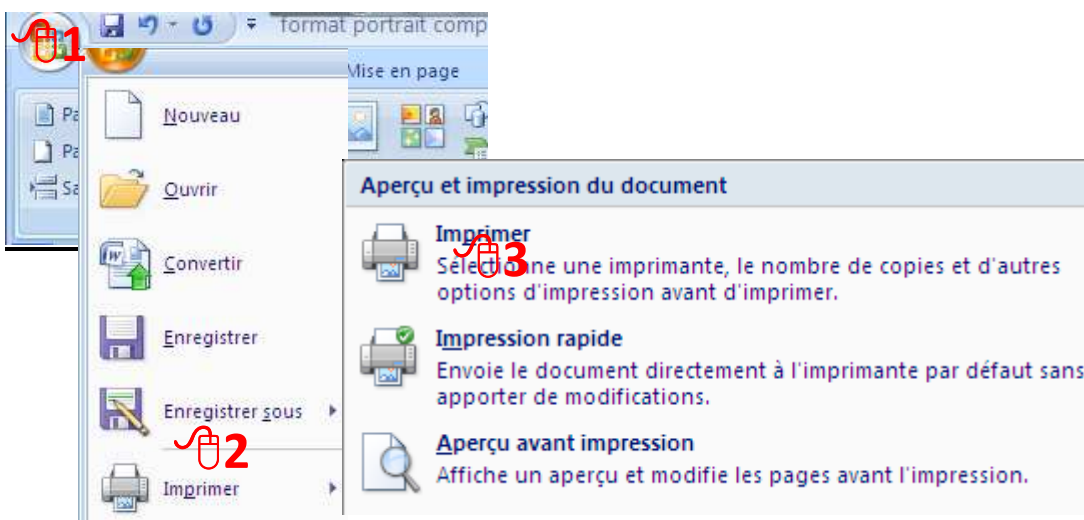 1
format portrait comp
Mise en page
Pa
Pa
Sa
Nouveau
Ouvrir
Convertir
Enregistrer
Enregistrer sous
2
Imprimer
Aperçu et impression du document
Imprimer
3
Sélectionne une imprimante, le nombre de copies et d'autres
options d'impression avant d'imprimer.
Impression rapide
Envoie le document directement à l'imprimante par défaut sans
apporter de modifications.
Aperçu avant impression
Affiche un aperçu et modifie les pages avant l'impression.